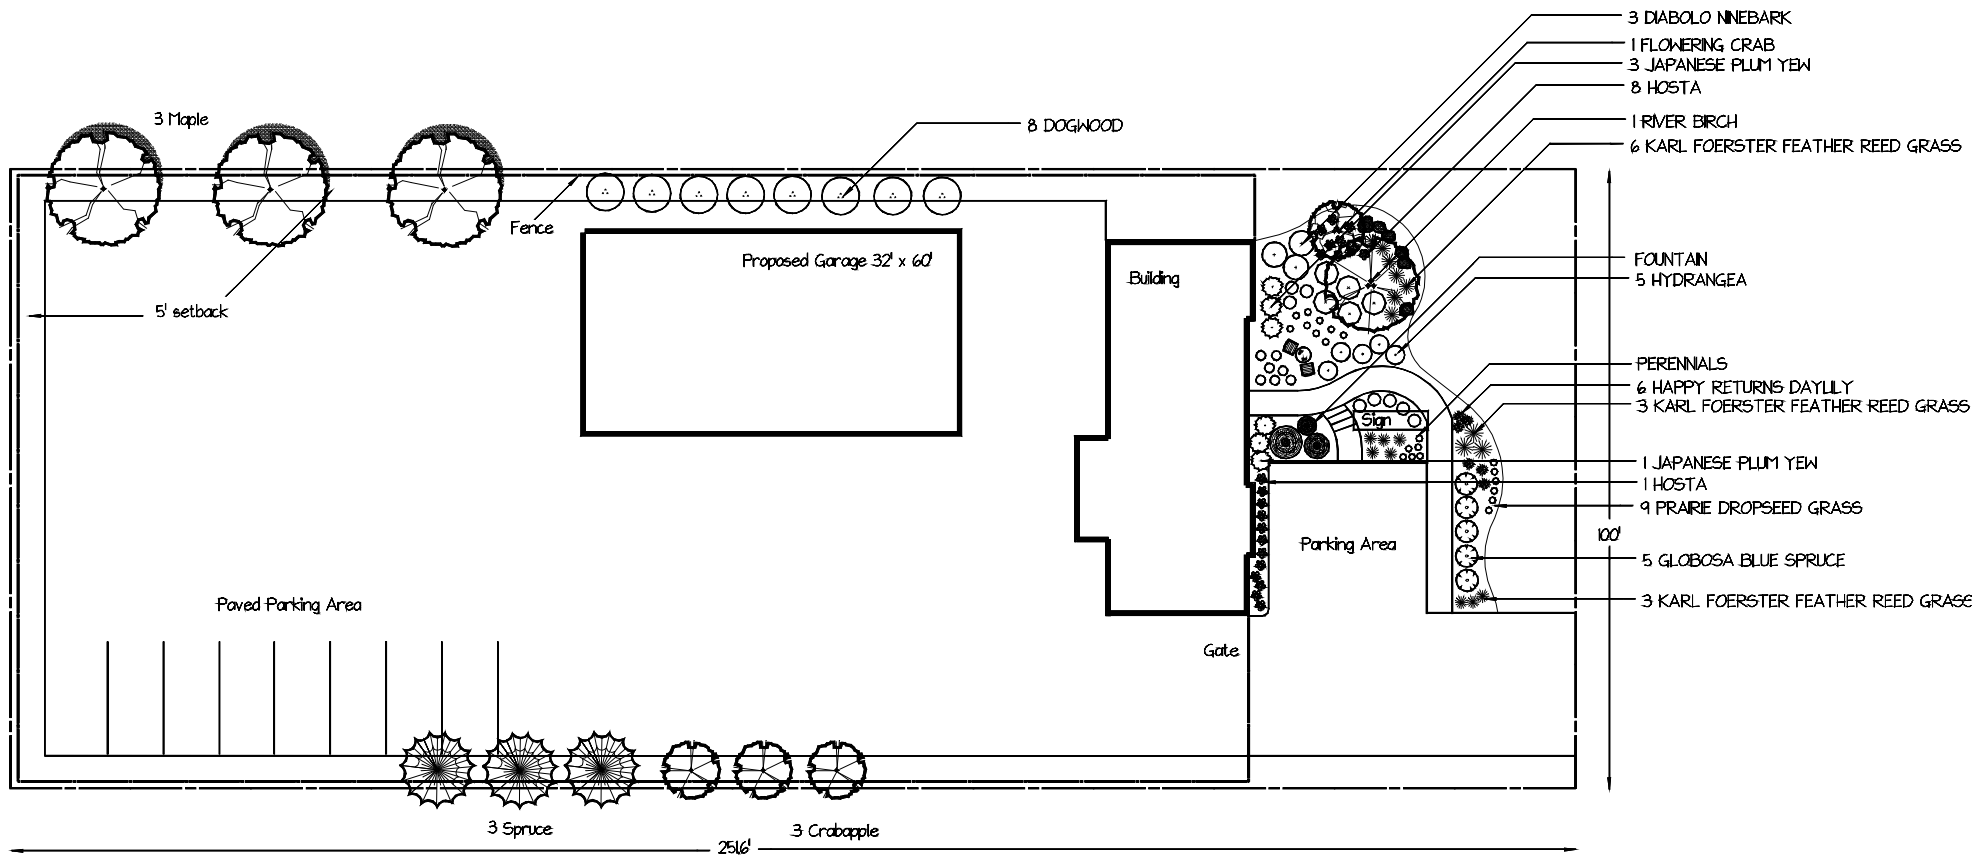 3 DIABOLO NINEBARK
1 FLOWERING CRAB
3 JAPANESE PLUM YEW
8 HOSTA
3 Maple
8 DOGWOOD
1 RIVER BIRCH
6 KARL FOERSTER FEATHER REED GRASS
Fence
Proposed Garage 32' x 60'
Building
FOUNTAIN
5 HYDRANGEA
5' setback
PERENNIALS
6 HAPPY RETURNS DAYLILY
3 KARL FOERSTER FEATHER REED GRASS
Sign
1 JAPANESE PLUM YEW
1 HOSTA
9 PRAIRIE DROPSEED GRASS
100'
Parking Area
5 GLOBOSA BLUE SPRUCE
3 KARL FOERSTER FEATHER REED GRASS
Paved Parking Area
Gate
3 Spruce
3 Crabapple
251.6'